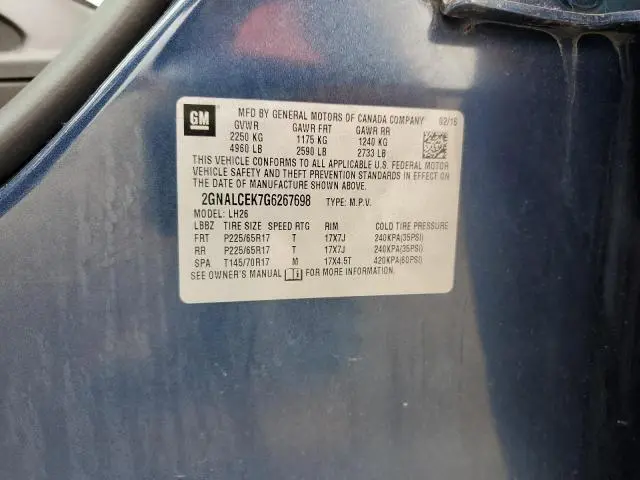 GM
MFD BY GENERAL MOTORS OF CANADA COMPANY 02/16
GVWR GAWR FRT GAWR RR
2250 KG 1175 KG 1240 KG
4960 LB 2590 LB 2733 LB
THIS VEHICLE CONFORMS TO ALL APPLICABLE U.S. FEDERAL MOTOR
VEHICLE SAFETY AND THEFT PREVENTION STANDARDS IN EFFECT
ON THE DATE OF MANUFACTURE SHOWN ABOVE.
2GNALCEK7G6267698 TYPE: M.P.V.
MODEL: LH26
LBBZ TIRE SIZE SPEED RTG RIM COLD TIRE PRESSURE
FRT P225/65R17 T 17X7J 240KPA(35PSI)
RR P225/65R17 T 17X7J 240KPA(35PSI)
SPA T145/70R17 M 17X4.5T 420KPA(60PSI)
SEE OWNER'S MANUAL FOR MORE INFORMATION.